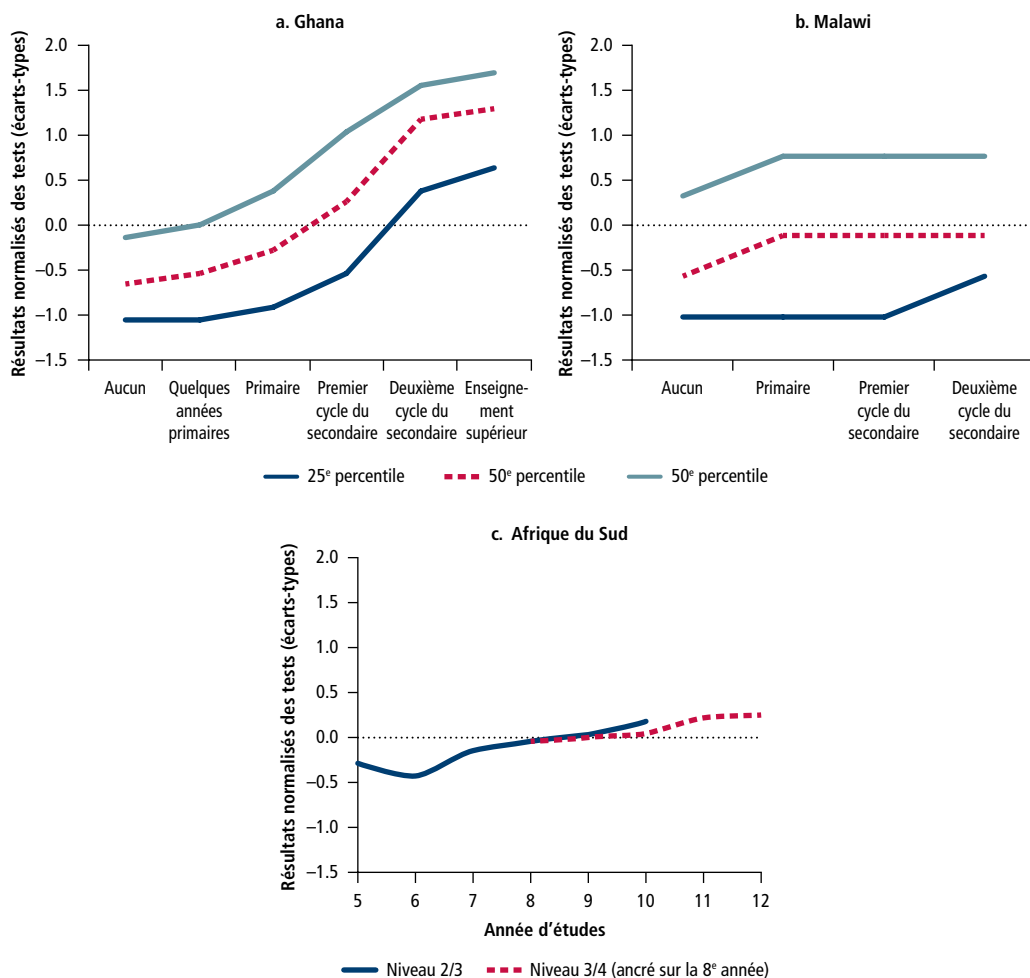 a. Ghana
Résultats normalisés des tests (écarts-types)
2.0
1.5
1.0
0.5
0.0
–0.5
–1.0
–1.5
Aucun
Quelques
années
primaires
Primaire
Premier
cycle du
secondaire
Deuxième
cycle du
secondaire
Enseigne-
ment
supérieur
b. Malawi
Résultats normalisés des tests (écarts-types)
2.0
1.5
1.0
0.5
0.0
–0.5
–1.0
–1.5
Aucun
Primaire
Premier
cycle du
secondaire
Deuxième
cycle du
secondaire
25e percentile 50e percentile 50e percentile
c. Afrique du Sud
Résultats normalisés des tests (écarts-types)
2.0
1.5
1.0
0.5
0.0
–0.5
–1.0
–1.5
5 6 7 8 9 10 11 12
Année d'études
Niveau 2/3 Niveau 3/4 (ancré sur la 8e année)